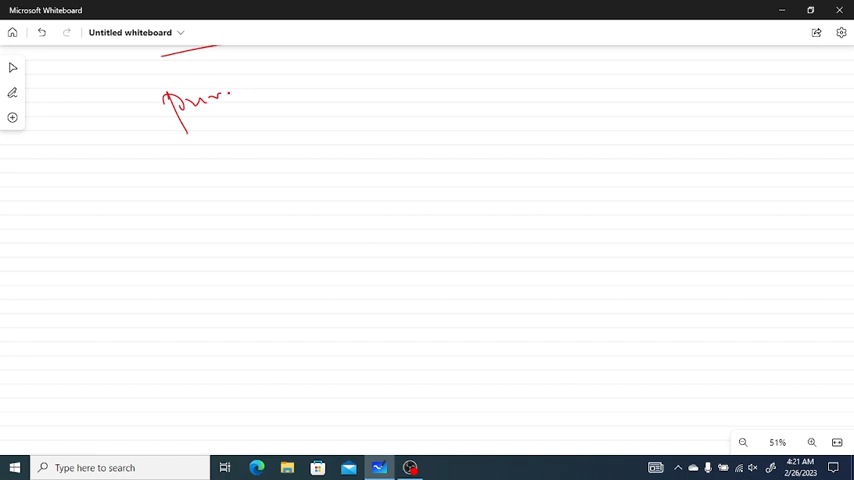 Microsoft Whiteboard
Untitled whiteboard
51%
Type here to search
4:21 AM
2/26/2023